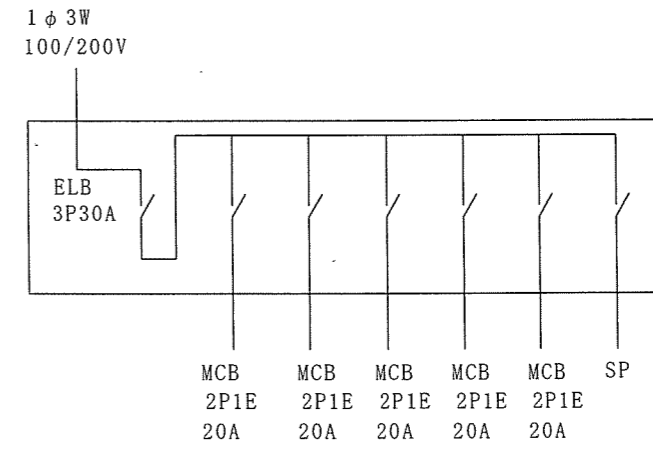 1φ3W
100/200V
ELB
3P30A
MCB MCB MCB MCB MCB SP
2P1E 2P1E 2P1E 2P1E 2P1E
20A 20A 20A 20A 20A